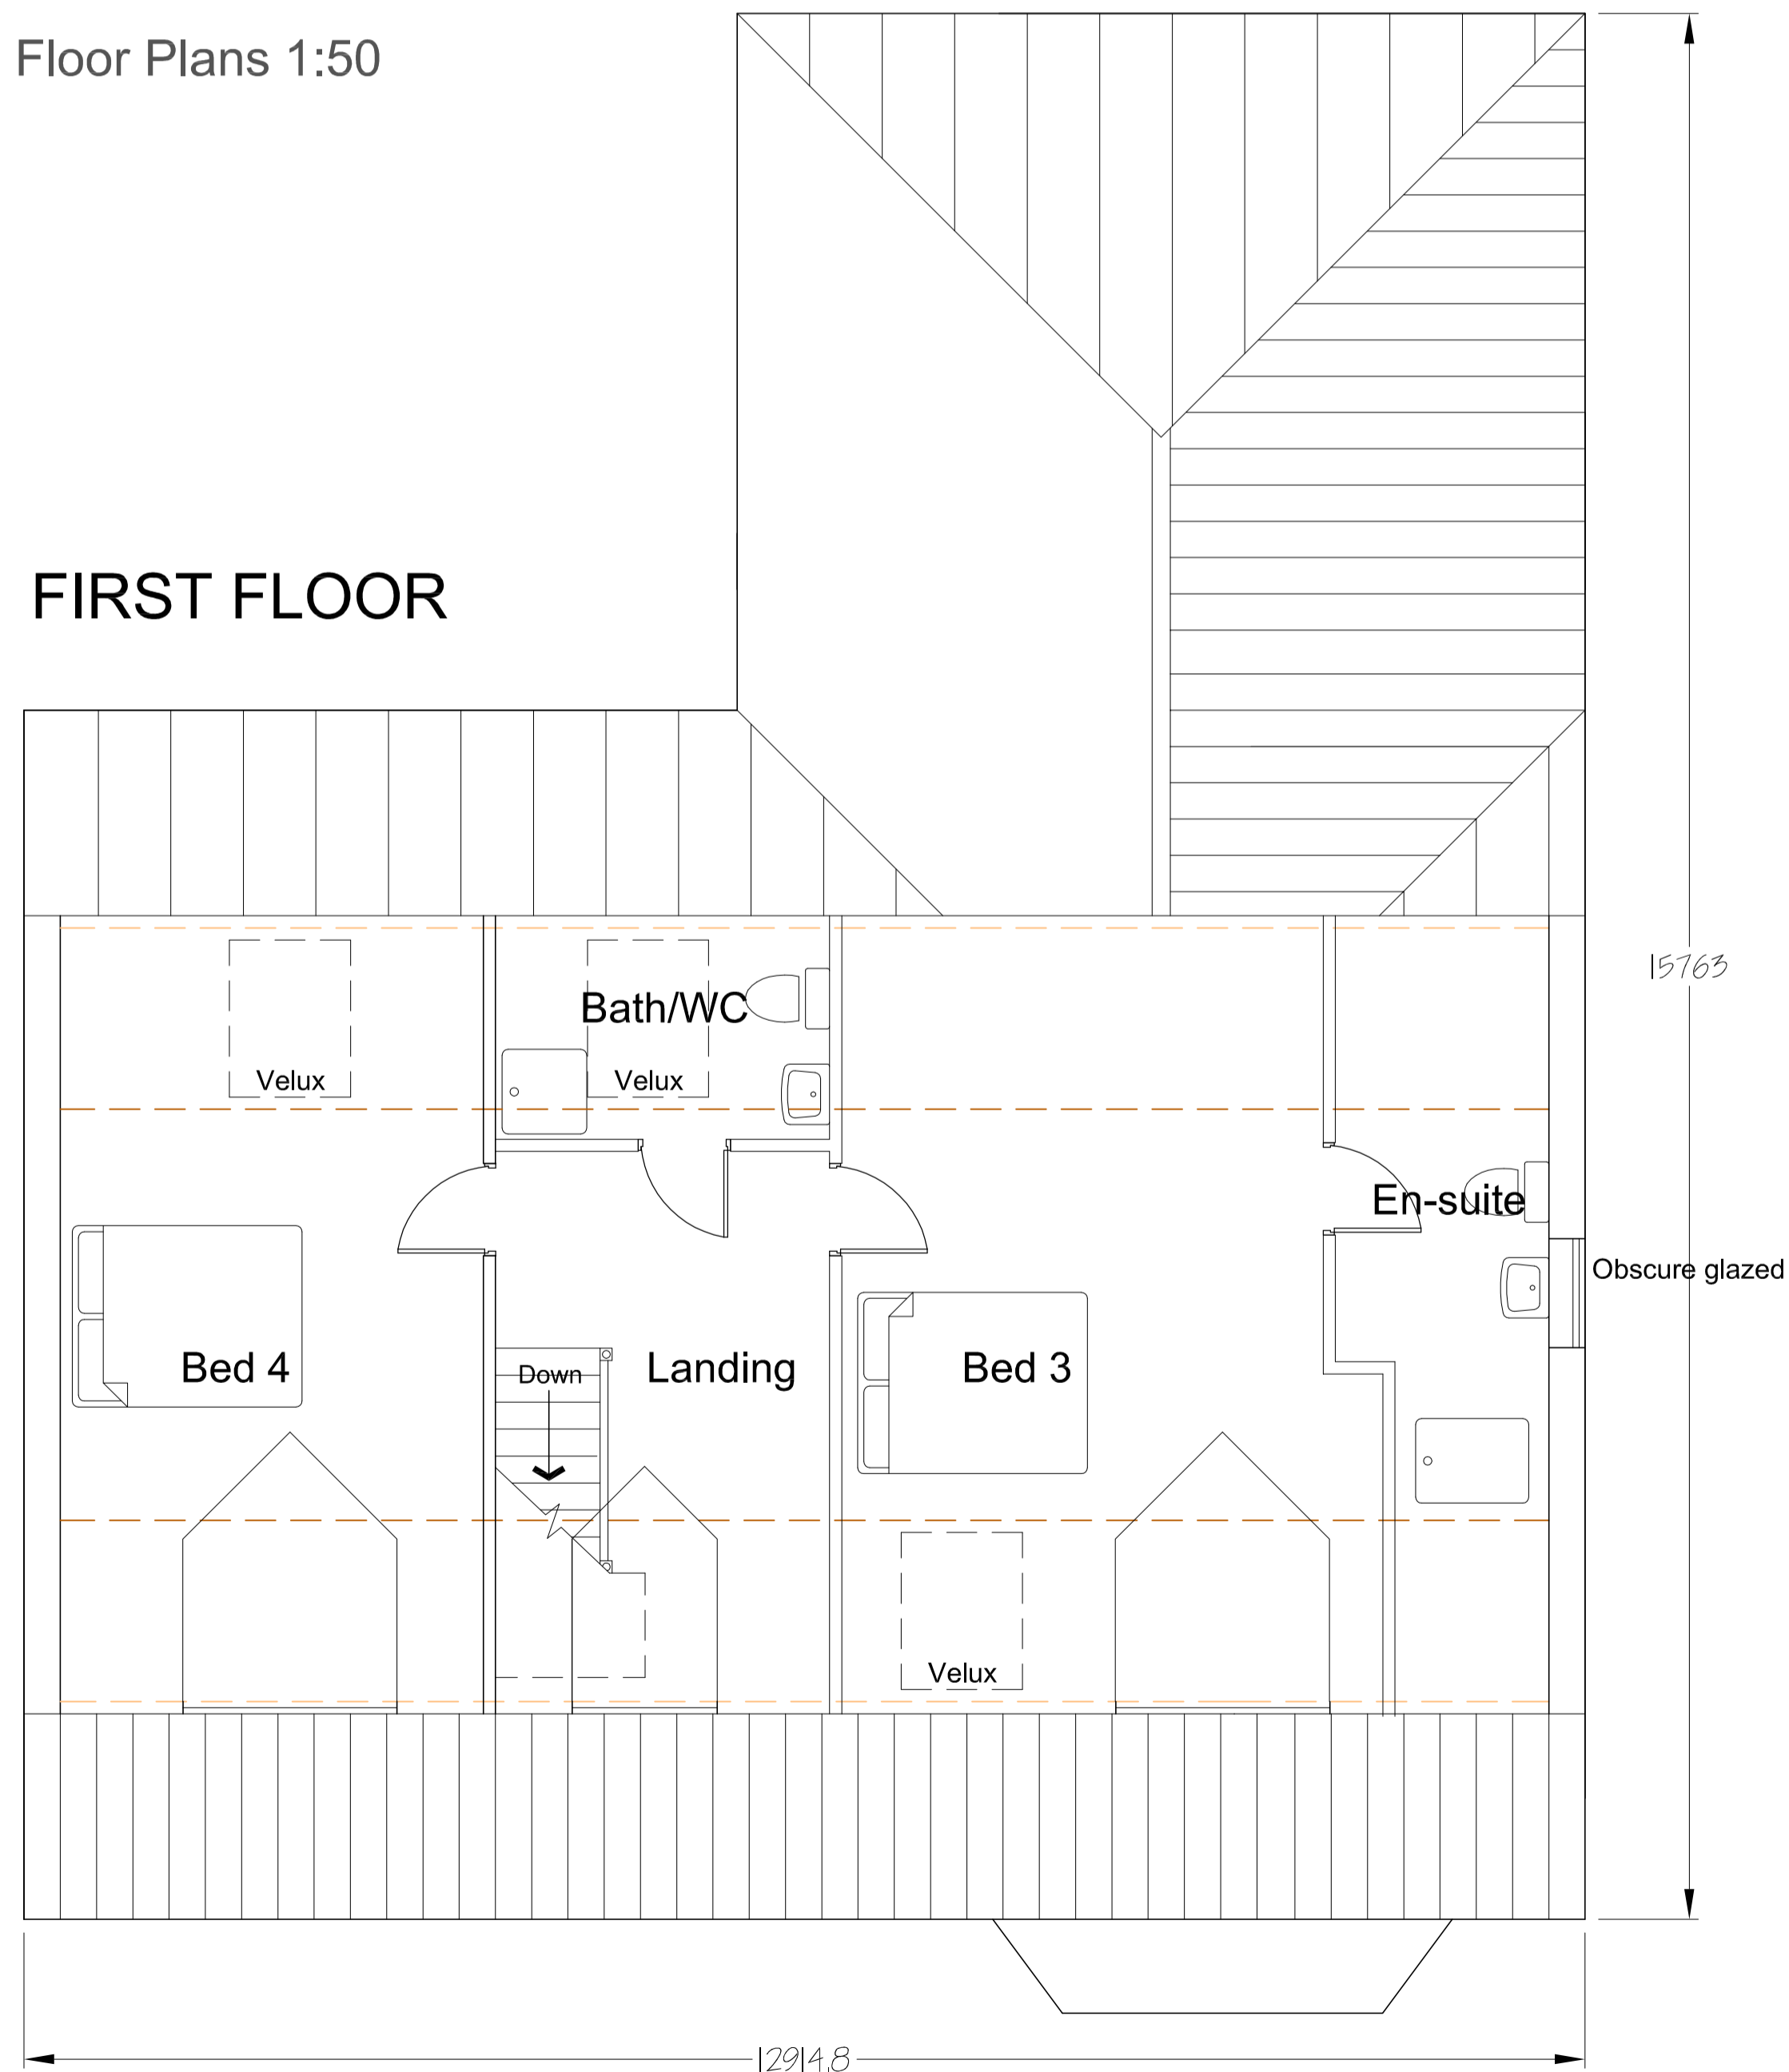 Floor Plans 1:50
FIRST FLOOR
15763
Bath/WC
Velux
Velux
En-suite
Obscure glazed
Bed 4
Down
Landing
Bed 3
Velux
12914,8